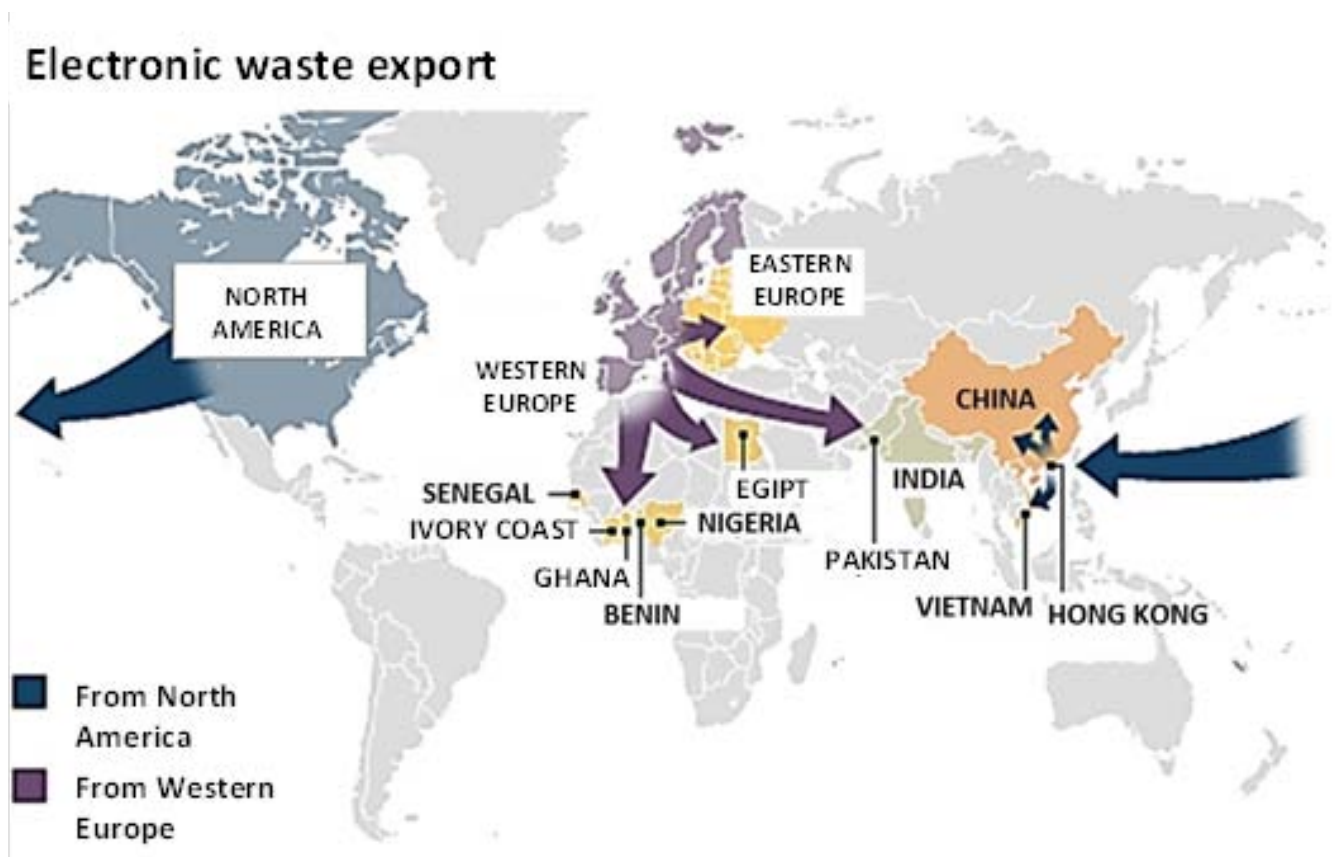 Electronic waste export
NORTH
AMERICA
EASTERN
EUROPE
WESTERN
EUROPE
CHINA
SENEGAL
EGIPT
INDIA
IVORY COAST
NIGERIA
GHANA
PAKISTAN
BENIN
VIETNAM
HONG KONG
From North
America
From Western
Europe